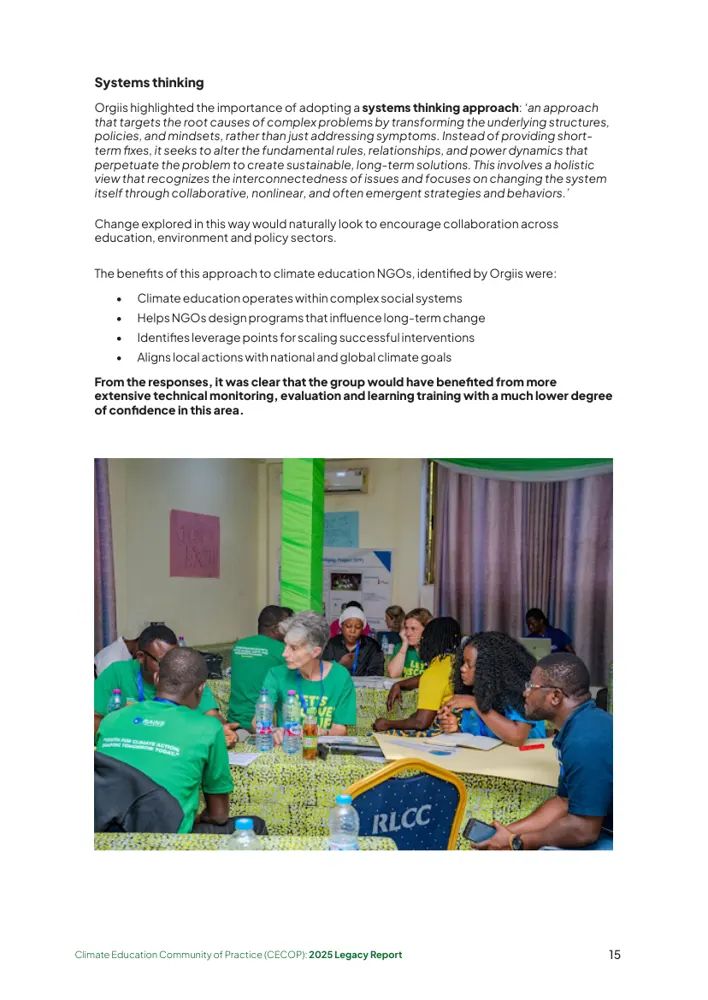 Systems thinking
Orgiis highlighted the importance of adopting a systems thinking approach: ‘an approach
that targets the root causes of complex problems by transforming the underlying structures,
policies, and mindsets, rather than just addressing symptoms. Instead of providing short-
term fixes, it seeks to alter the fundamental rules, relationships, and power dynamics that
perpetuate the problem to create sustainable, long-term solutions. This involves a holistic
view that recognizes the interconnectedness of issues and focuses on changing the system
itself through collaborative, nonlinear, and often emergent strategies and behaviors.’
Change explored in this way would naturally look to encourage collaboration across
education, environment and policy sectors.
The benefits of this approach to climate education NGOs, identified by Orgiis were:
• Climate education operates within complex social systems
• Helps NGOs design programs that influence long-term change
• Identifies leverage points for scaling successful interventions
• Aligns local actions with national and global climate goals
From the responses, it was clear that the group would have benefited from more
extensive technical monitoring, evaluation and learning training with a much lower degree
of confidence in this area.
RAINS
YOUTH FOR CLIMATE ACTION,
SHAPING TOMORROW TODAY.
LET'S
RLCC
Climate Education Community of Practice (CECOP): 2025 Legacy Report
15